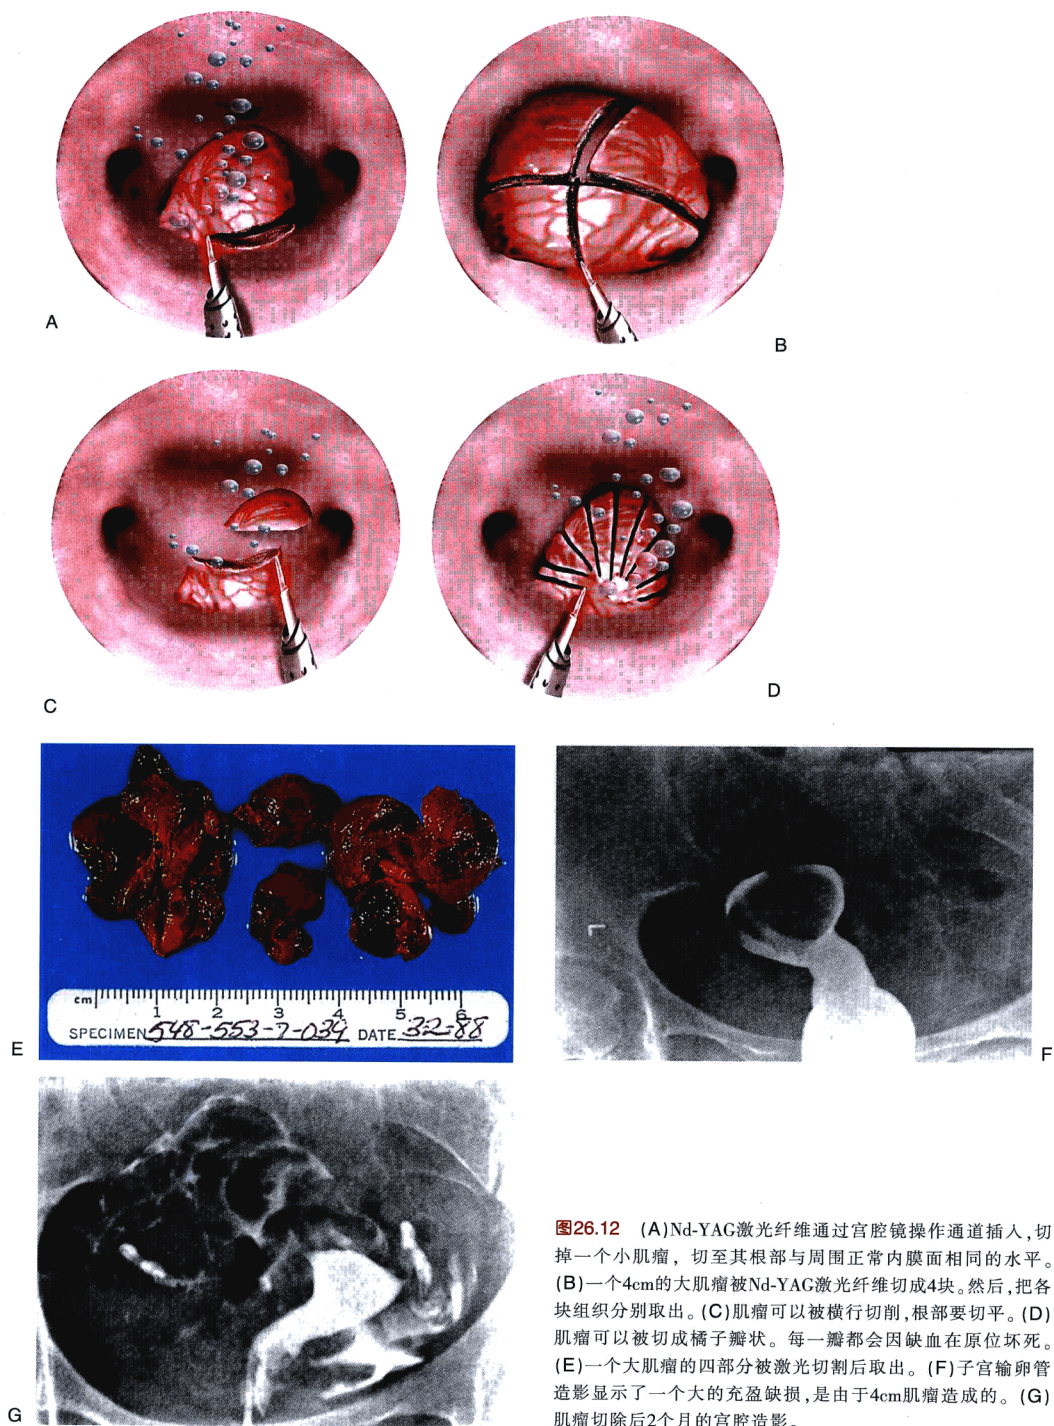 A
B
C
D
cm 1 2 3 4 5 6
SPECIMEN 548-553-7-034 DATE 3-2-88
E
L
F
G
图26.12 (A)Nd-YAG激光纤维通过宫腔镜操作通道插入,切
掉一个小肌瘤，切至其根部与周围正常内膜面相同的水平。
(B)一个4cm的大肌瘤被Nd-YAG激光纤维切成4块。然后,把各
块组织分别取出。(C)肌瘤可以被横行切削,根部要切平。(D)
肌瘤可以被切成橘子瓣状。每一瓣都会因缺血在原位坏死。
(E)一个大肌瘤的四部分被激光切割后取出。(F)子宫输卵管
造影显示了一个大的充盈缺损,是由于4cm肌瘤造成的。(G)
肌瘤切除后2个月的宫腔造影。